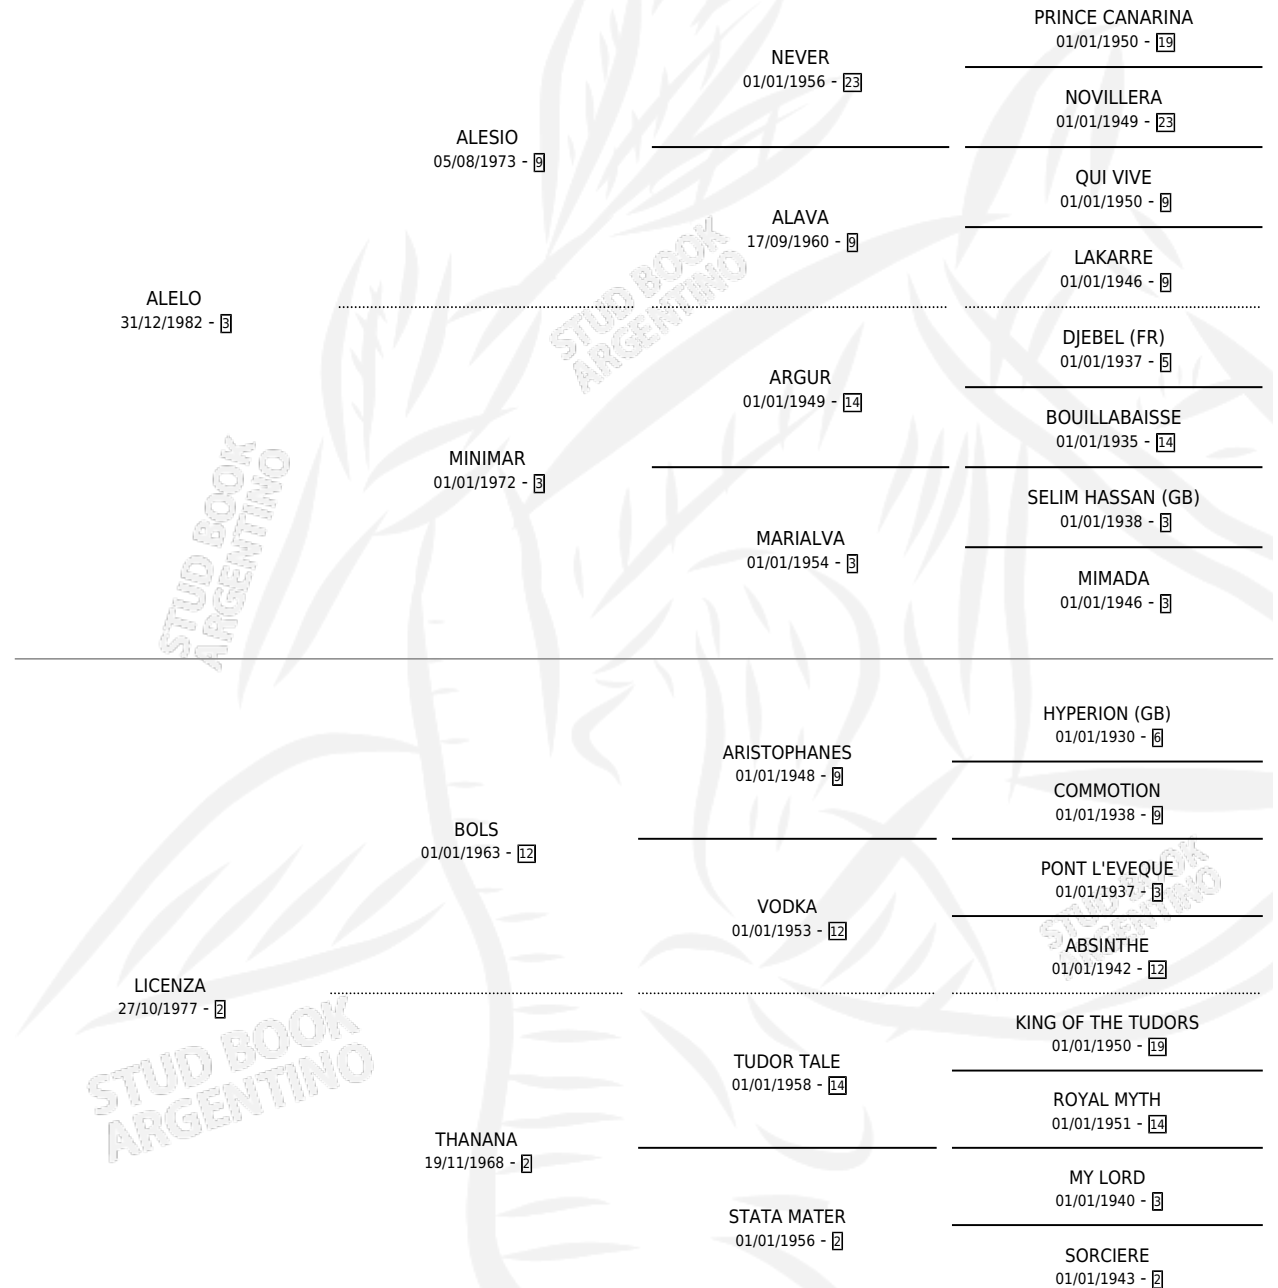 PRINCE CANARINA
01/01/1950 - 19
NEVER
01/01/1956 - 23
NOVILLERA
01/01/1949 - 23
ALESIO
05/08/1973 - 9
QUI VIVE
01/01/1950 - 9
ALAVA
17/09/1960 - 9
LAKARRE
01/01/1946 - 9
ALELO
31/12/1982 - 3
DJEBEL (FR)
01/01/1937 - 5
ARGUR
01/01/1949 - 14
BOUILLABAISSE
01/01/1935 - 14
MINIMAR
01/01/1972 - 3
SELIM HASSAN (GB)
01/01/1938 - 3
MARIALVA
01/01/1954 - 3
MIMADA
01/01/1946 - 3
HYPERION (GB)
01/01/1930 - 6
ARISTOPHANES
01/01/1948 - 9
COMMOTION
01/01/1938 - 9
BOLS
01/01/1963 - 12
PONT L'EVEQUE
01/01/1937 - 3
VODKA
01/01/1953 - 12
ABSINTHE
01/01/1942 - 12
LICENZA
27/10/1977 - 2
KING OF THE TUDORS
01/01/1950 - 19
TUDOR TALE
01/01/1958 - 14
ROYAL MYTH
01/01/1951 - 14
THANANA
19/11/1968 - 2
MY LORD
01/01/1940 - 3
STATA MATER
01/01/1956 - 2
SORCIERE
01/01/1943 - 2
STUD BOOK
ARGENTINO
STUD BOOK
ARGENTINO
STUD BOOK
ARGENTINO
STUD BOOK
ARGENTINO